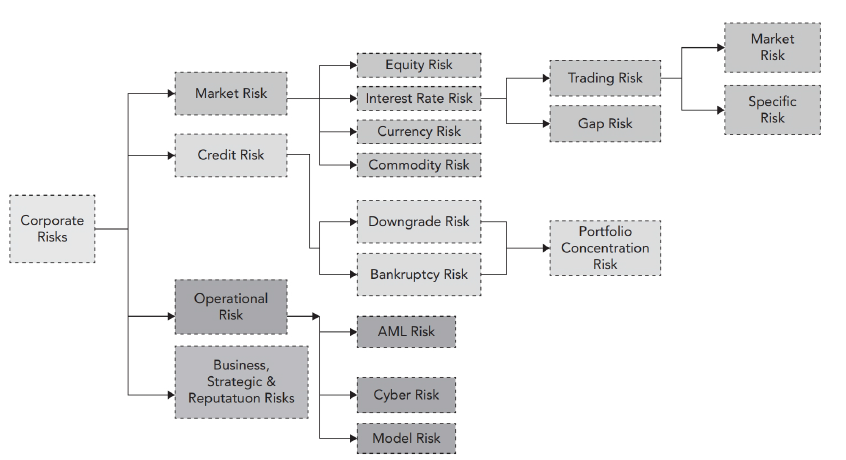 Market
Risk
Equity Risk
Trading Risk
Market Risk
Interest Rate Risk
Specific
Risk
Currency Risk
Gap Risk
Credit Risk
Commodity Risk
Corporate
Risks
Downgrade Risk
Portfolio
Concentration
Risk
Bankruptcy Risk
Operational
Risk
AML Risk
Business,
Strategic &
Reputatuon Risks
Cyber Risk
Model Risk